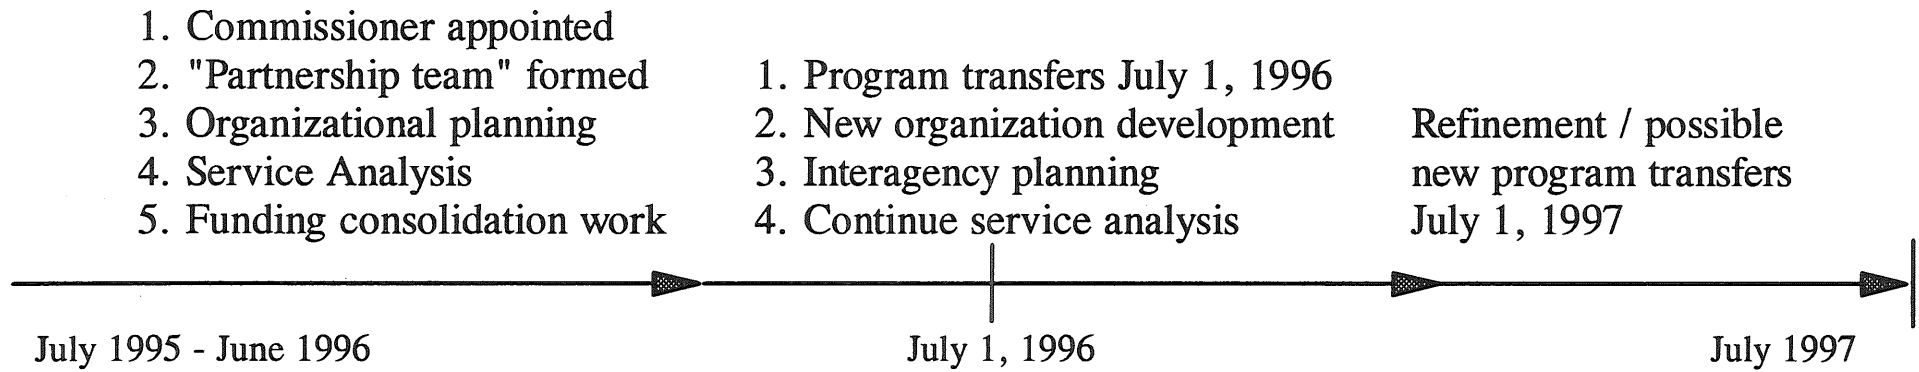 1. Commissioner appointed
2. "Partnership team" formed
3. Organizational planning
4. Service Analysis
5. Funding consolidation work
1. Program transfers July 1, 1996
2. New organization development
3. Interagency planning
4. Continue service analysis
Refinement / possible
new program transfers
July 1, 1997
July 1995 - June 1996
July 1, 1996
July 1997